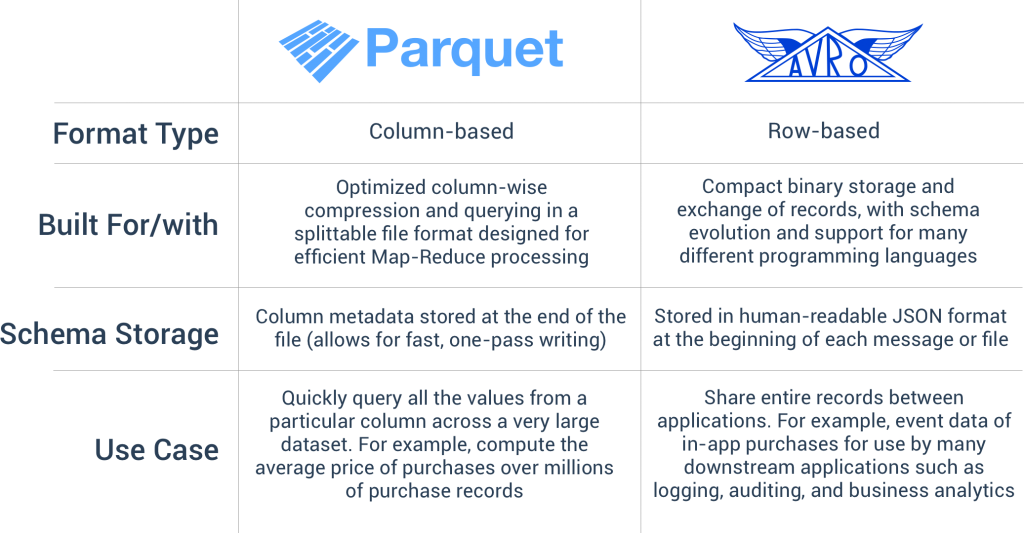 Parquet
AVRO
Format Type
Column-based
Row-based
Built For/with
Optimized column-wise
compression and querying in a
splittable file format designed for
efficient Map-Reduce processing
Compact binary storage and
exchange of records, with schema
evolution and support for many
different programming languages
Schema Storage
Column metadata stored at the end of the
file (allows for fast, one-pass writing)
Stored in human-readable JSON format
at the beginning of each message or file
Use Case
Quickly query all the values from a
particular column across a very large
dataset. For example, compute the
average price of purchases over millions
of purchase records
Share entire records between
applications. For example, event data of
in-app purchases for use by many
downstream applications such as
logging, auditing, and business analytics